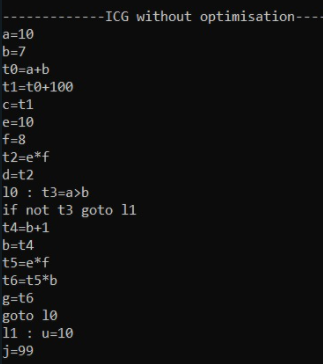 -------------ICG without optimisation----
a=10
b=7
t0=a+b
t1=t0+100
c=t1
e=10
f=8
t2=e*f
d=t2
l0 : t3=a>b
if not t3 goto l1
t4=b+1
b=t4
t5=e*f
t6=t5*b
g=t6
goto l0
l1 : u=10
j=99